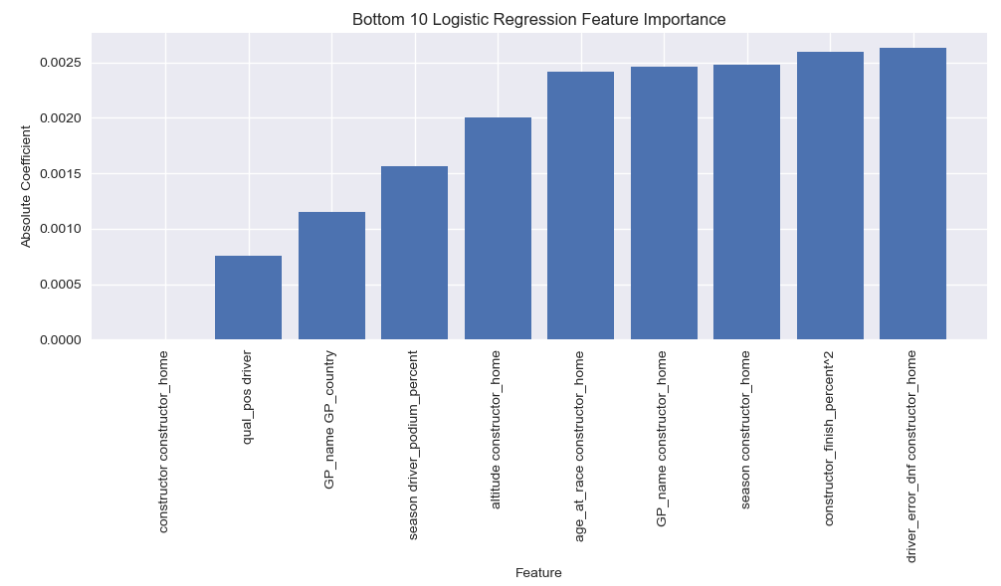 Bottom 10 Logistic Regression Feature Importance
Absolute Coefficient
0.0025
0.0020
0.0015
0.0010
0.0005
0.0000
constructor constructor_home
qual_pos driver
GP_name GP_country
season driver_podium_percent
altitude constructor_home
age_at_race constructor_home
GP_name constructor_home
season constructor_home
constructor_finish_percent^2
driver_error_dnf constructor_home
Feature